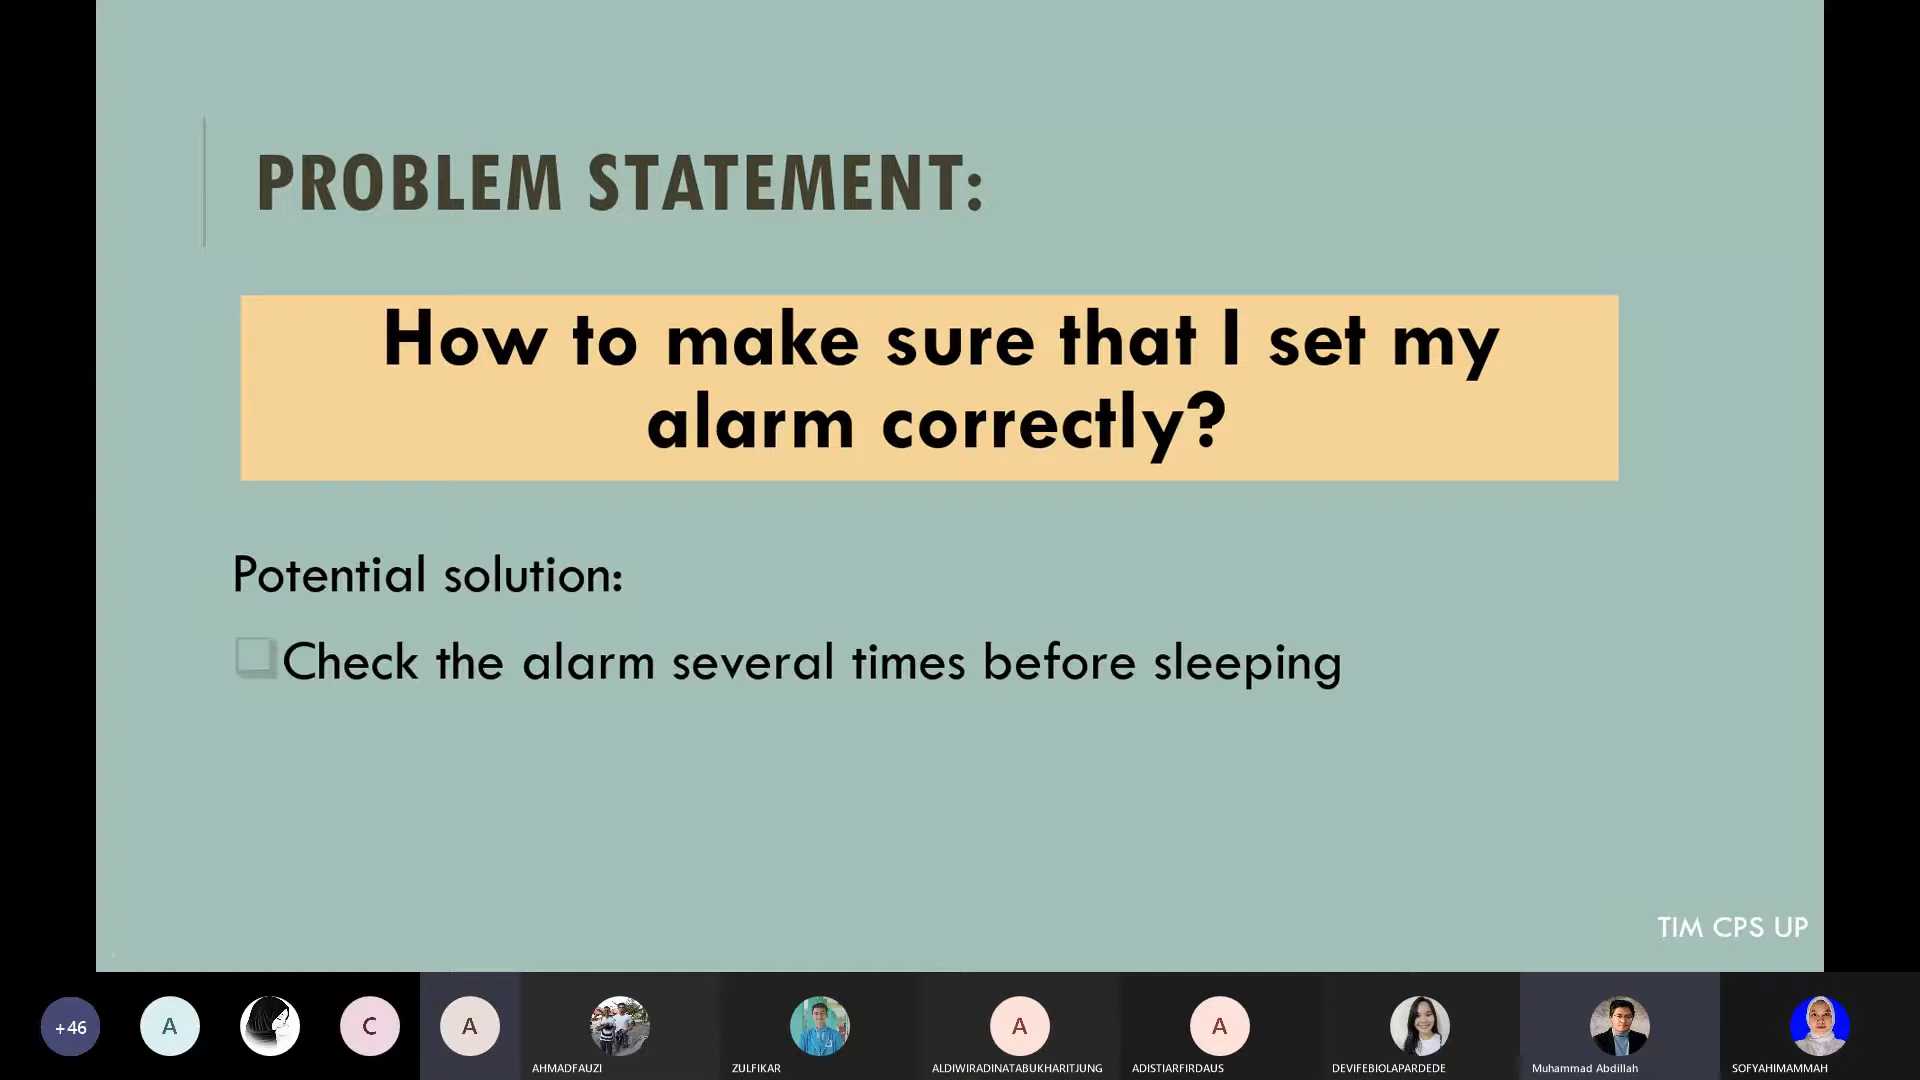 PROBLEM STATEMENT:
How to make sure that I set my
alarm correctly?
Potential solution:
Check the alarm several times before sleeping
TIM CPS UP
+46
A
C
A
A
A
AHMADFAUZI
ZULFIKAR
ALDIWIRADINATABUKHARITJUNG
ADISTIARFIRDAUS
DEVIFEBIOLAPARDEDE
Muhammad Abdillah
SOFYAHIMAMMAH